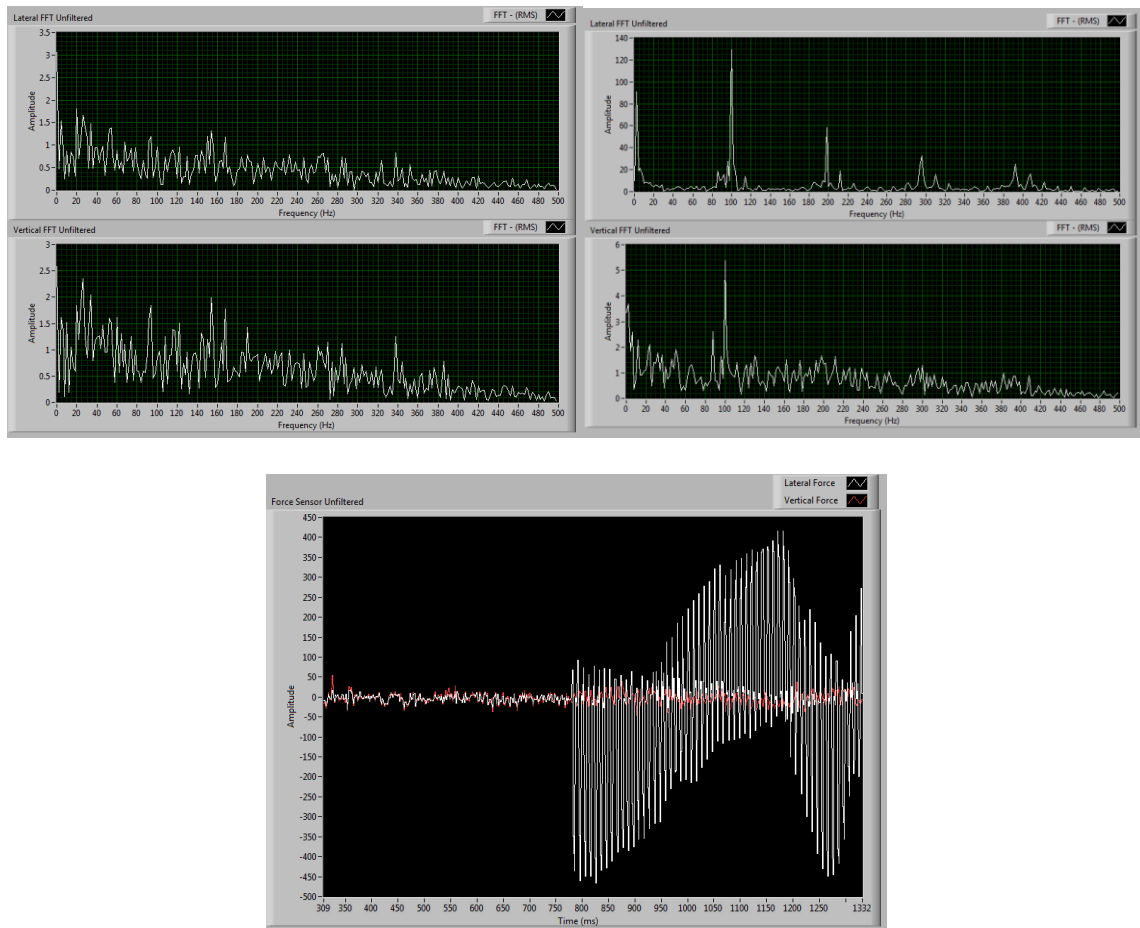 Lateral FFT Unfiltered
FFT - (RMS)
3.5
3
2.5
2
1.5
1
0.5
0
Amplitude
0 20 40 60 80 100 120 140 160 180 200 220 240 260 280 300 320 340 360 380 400 420 440 460 480 500
Frequency (Hz)
Vertical FFT Unfiltered
FFT - (RMS)
3
2.5
2
1.5
1
0.5
0
Amplitude
0 20 40 60 80 100 120 140 160 180 200 220 240 260 280 300 320 340 360 380 400 420 440 460 480 500
Frequency (Hz)
Lateral FFT Unfiltered
FFT - (RMS)
140
120
100
80
60
40
20
0
Amplitude
0 20 40 60 80 100 120 140 160 180 200 220 240 260 280 300 320 340 360 380 400 420 440 460 480 500
Frequency (Hz)
Vertical FFT Unfiltered
FFT - (RMS)
6
5
4
3
2
1
0
Amplitude
0 20 40 60 80 100 120 140 160 180 200 220 240 260 280 300 320 340 360 380 400 420 440 460 480 500
Frequency (Hz)
Lateral Force
Force Sensor Unfiltered
Vertical Force
450
400
350
300
250
200
150
100
50
0
-50
-100
-150
-200
-250
-300
-350
-400
-450
-500
Amplitude
309 350 400 450 500 550 600 650 700 750 800 850 900 950 1000 1050 1100 1150 1200 1250 1332
Time (ms)